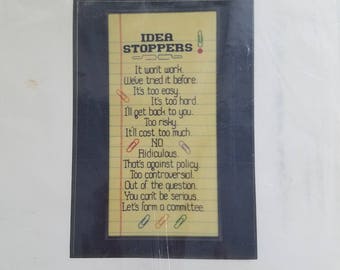 IDEA
STOPPERS!
It won't work.
We've tried it before.
It's too easy.
It's too hard.
I'll get back to you.
Too risky.
It'll cost too much.
NO.
Ridiculous.
That's against policy.
Too controversial.
Out of the question.
You can't be serious.
Let's form a committee.